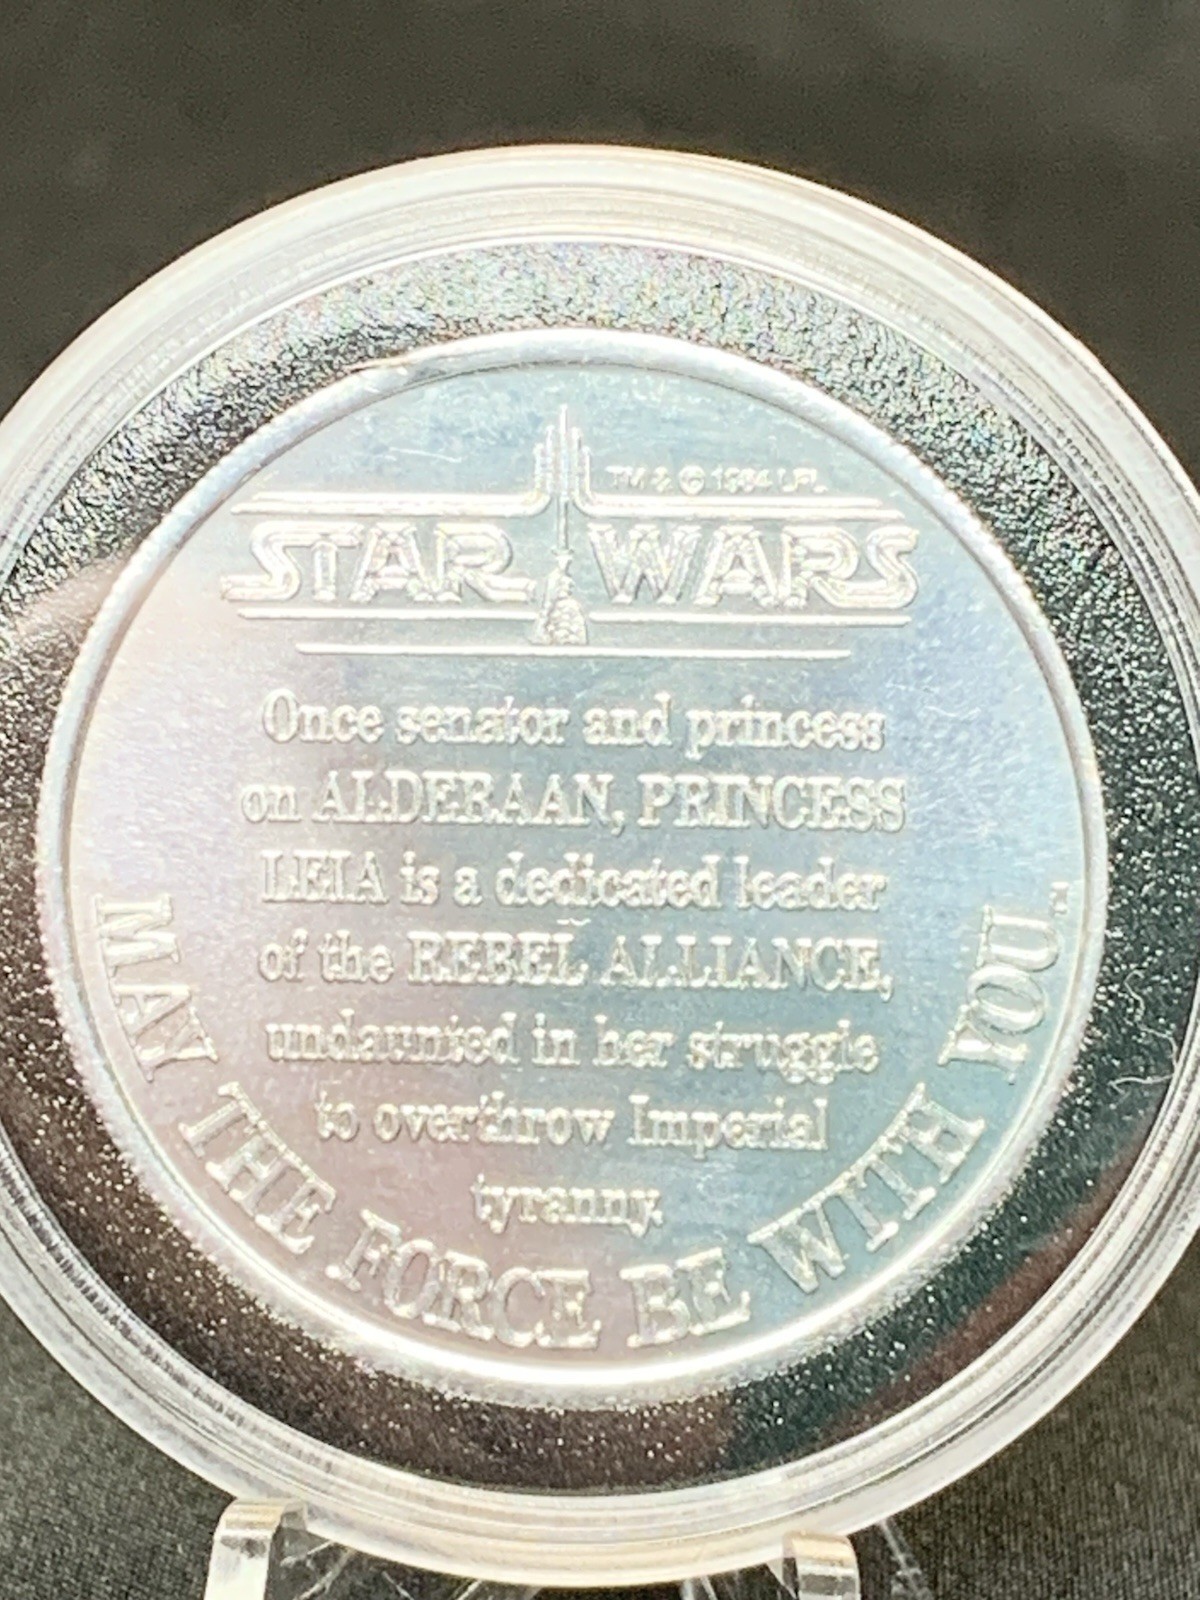 TM & © 1984 LFL
STAR WARS
Once senator and princess
on ALDERAAN, PRINCESS
LEIA is a dedicated leader
of the REBEL ALLIANCE,
undaunted in her struggle
to overthrow Imperial
tyranny.
MAY THE FORCE BE WITH YOU™